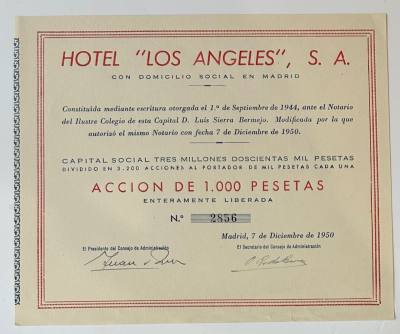 HOTEL "LOS ANGELES", S. A.
CON DOMICILIO SOCIAL EN MADRID
Constituída mediante escritura otorgada el 1.º de Septiembre de 1944, ante el Notario
del Ilustre Colegio de esta Capital D. Luis Sierra Bermejo. Modificada por la que
autorizó el mismo Notario con fecha 7 de Diciembre de 1950.
CAPITAL SOCIAL TRES MILLONES DOSCIENTAS MIL PESETAS
DIVIDIDO EN 3.200 ACCIONES AL PORTADOR DE MIL PESETAS CADA UNA
ACCION DE 1.000 PESETAS
ENTERAMENTE LIBERADA
N.º 2856
Madrid, 7 de Diciembre de 1950
El Presidente del Consejo de Administración,
El Secretario del Consejo de Administración,